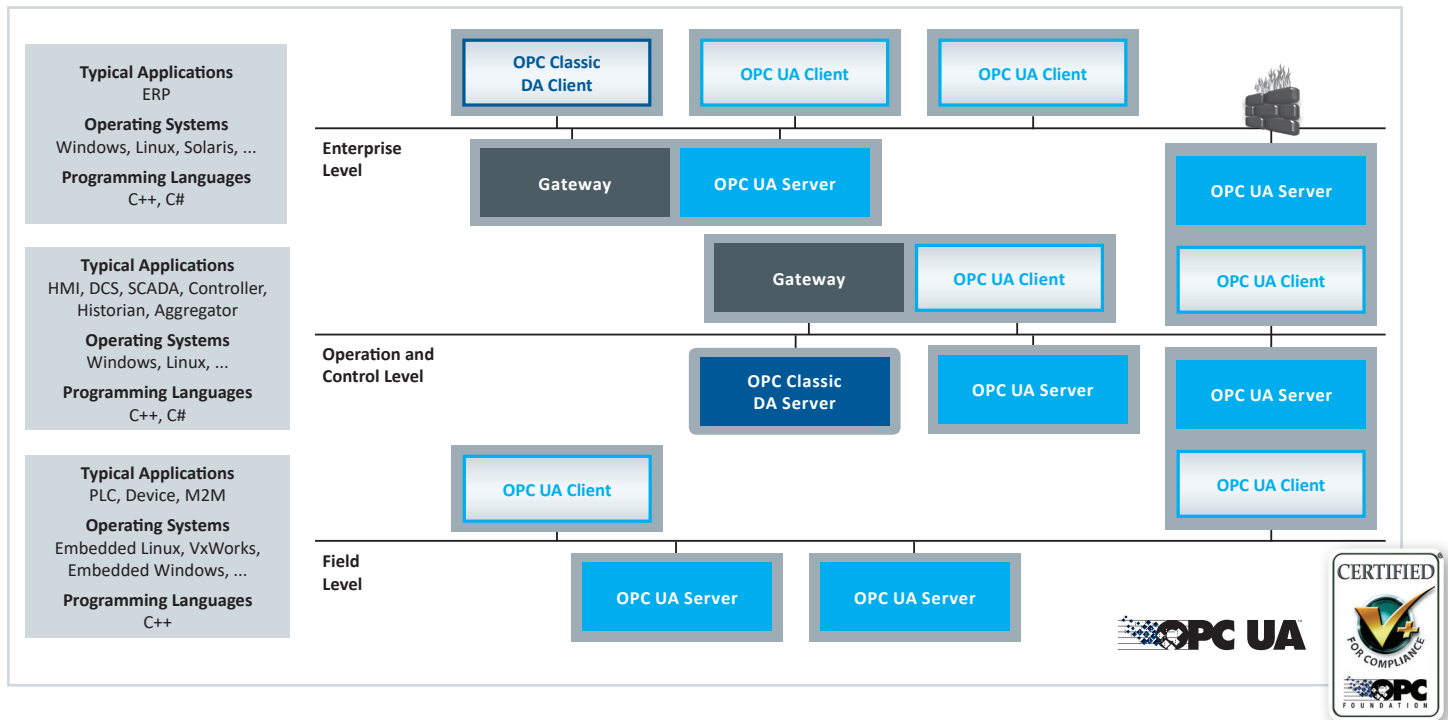 Typical Applications
ERP
Operating Systems
Windows, Linux, Solaris, ...
Programming Languages
C++, C#
Typical Applications
HMI, DCS, SCADA, Controller,
Historian, Aggregator
Operating Systems
Windows, Linux, ...
Programming Languages
C++, C#
Typical Applications
PLC, Device, M2M
Operating Systems
Embedded Linux, VxWorks,
Embedded Windows, ...
Programming Languages
C++
OPC Classic
DA Client
OPC UA Client
OPC UA Client
Enterprise
Level
Gateway
OPC UA Server
OPC UA Server
Gateway
OPC UA Client
OPC UA Client
Operation and
Control Level
OPC Classic
DA Server
OPC UA Server
OPC UA Server
OPC UA Client
OPC UA Client
Field
Level
OPC UA Server
OPC UA Server
OPC UA
CERTIFIED
V+
FOR COMPLIANCE
OPC
FOUNDATION